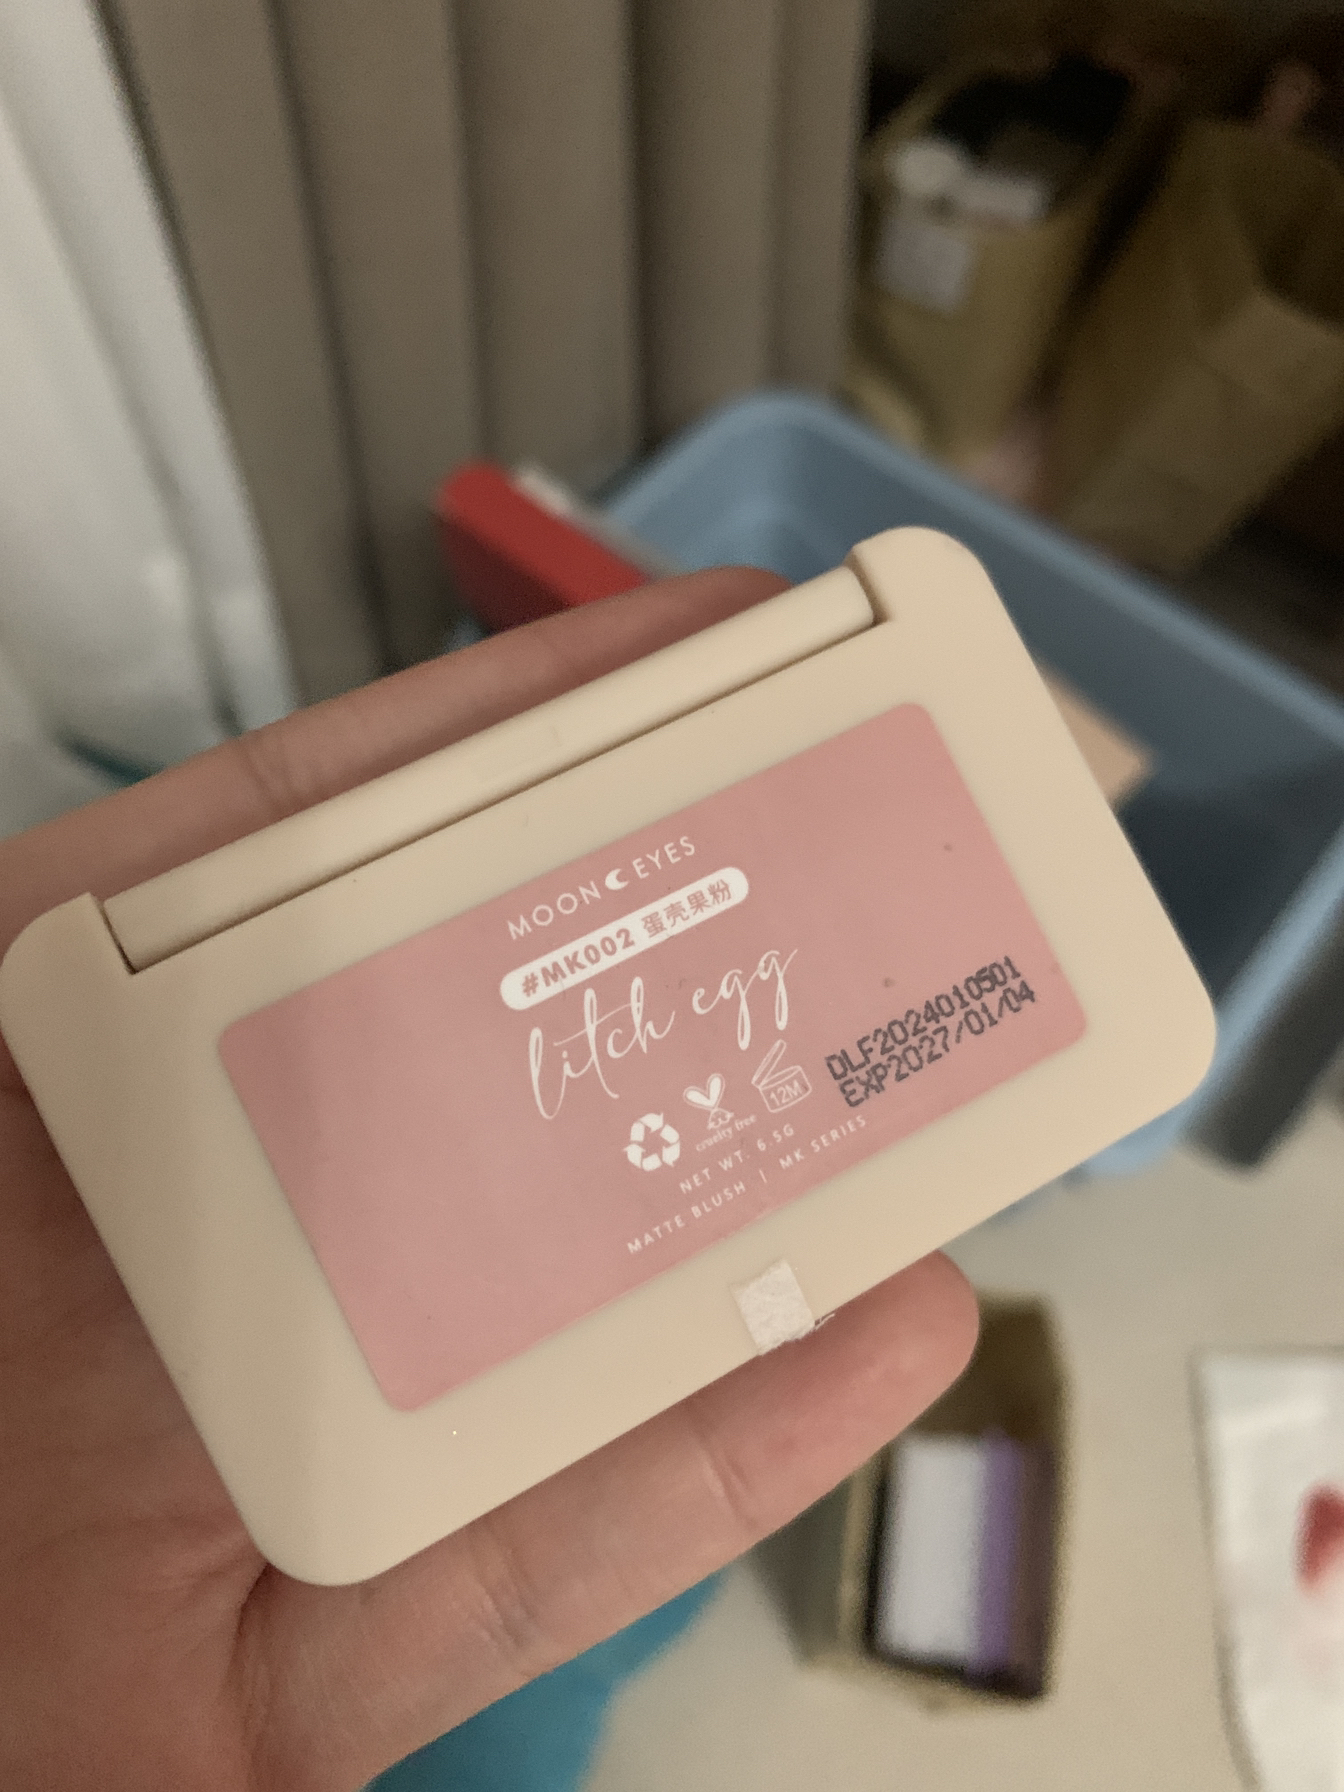 MOON EYES
#MK002 蛋壳果粉
litch egg
cruelty free
12M
DLF2024010501
EXP2027/01/04
NET WT. 6.5G
MATTE BLUSH | MK SERIES